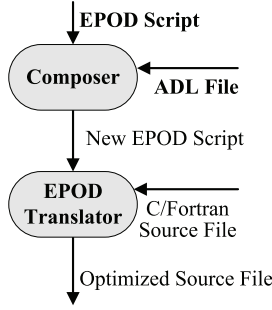 EPOD Script
Composer
ADL File
New EPOD Script
EPOD
Translator
C/Fortran
Source File
Optimized Source File